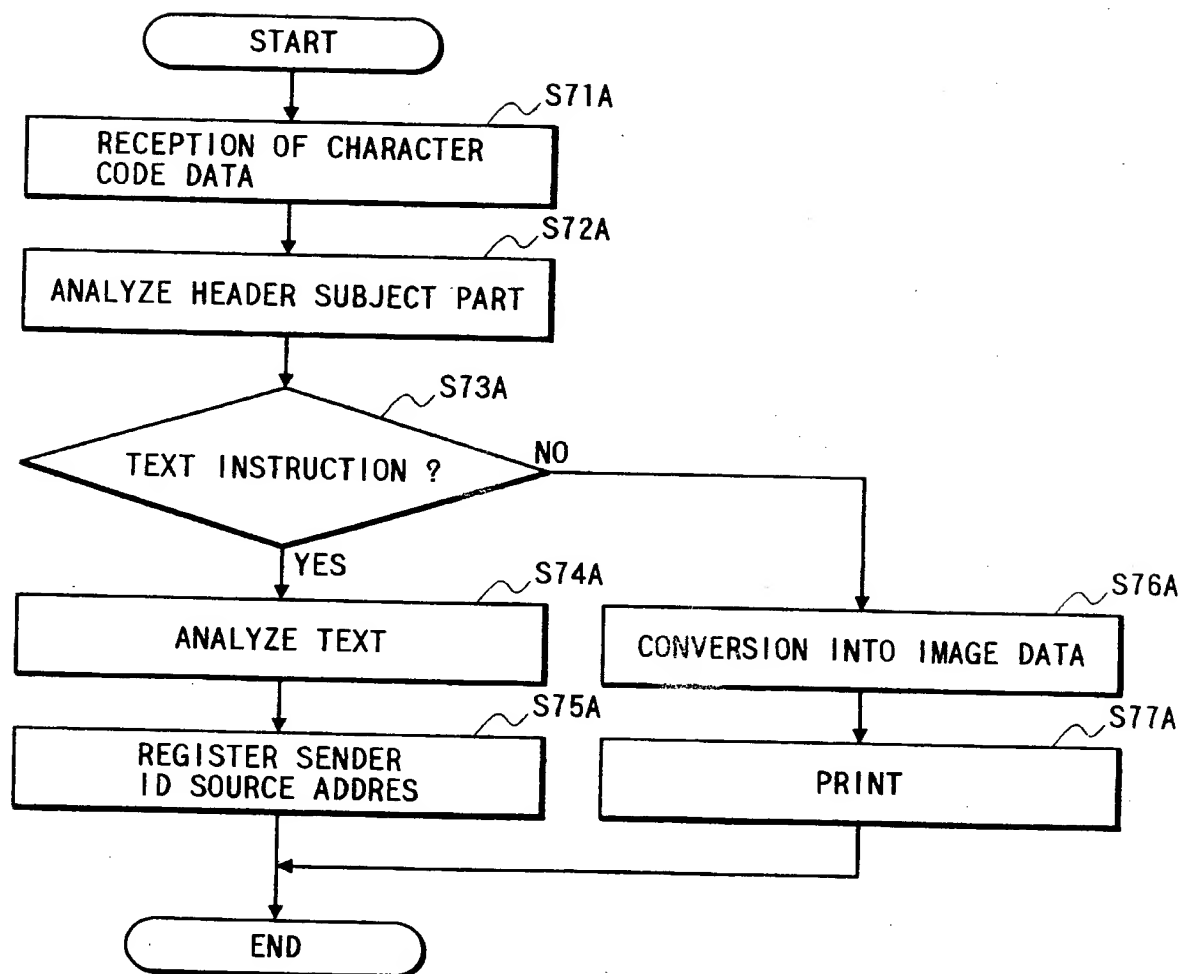 START
S71A
RECEPTION OF CHARACTER
CODE DATA
S72A
ANALYZE HEADER SUBJECT PART
S73A
TEXT INSTRUCTION ?
NO
YES
S74A
ANALYZE TEXT
S75A
REGISTER SENDER
ID SOURCE ADDRES
S76A
CONVERSION INTO IMAGE DATA
S77A
PRINT
END